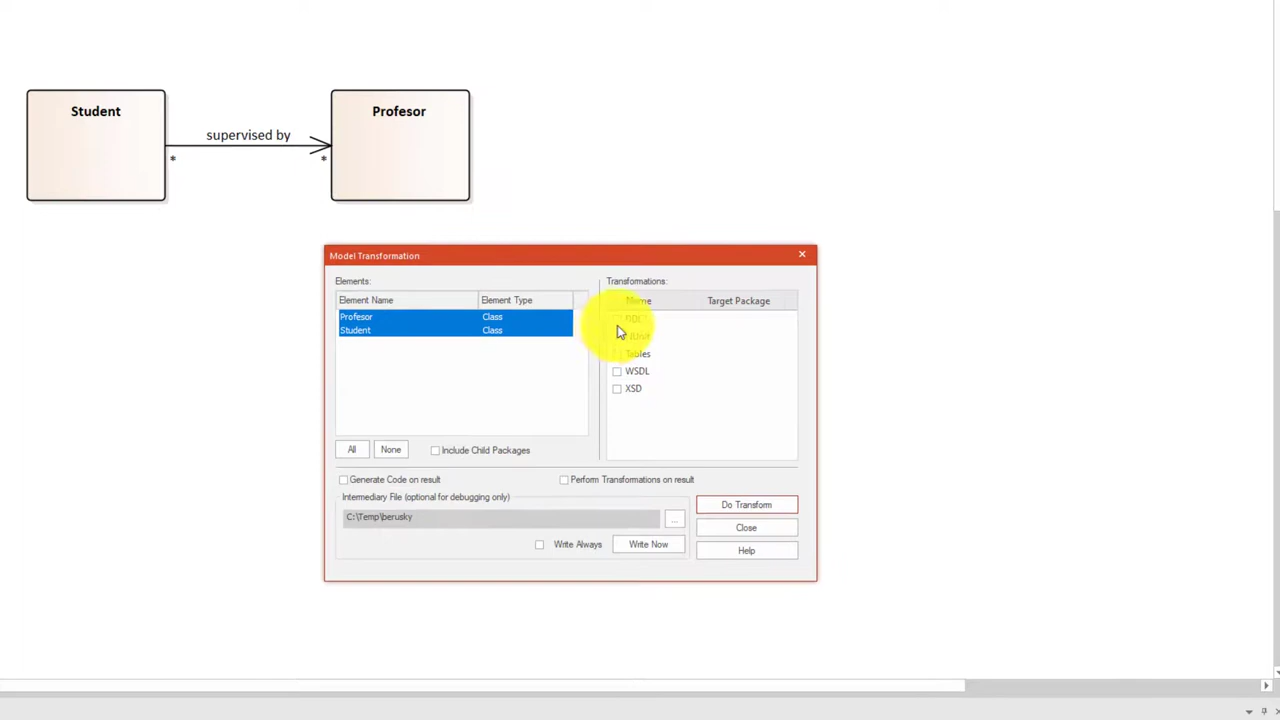 Student
Profesor
supervised by
*
*
Model Transformation
Elements:
Transformations:
Element Name Element Type
Name Target Package
Profesor Class
Student Class
DDL
Tables
WSDL
XSD
All None Include Child Packages
Generate Code on result
Perform Transformations on result
Intermediary File (optional for debugging only)
C:\Temp\berusky
...
Write Always Write Now
Do Transform
Close
Help